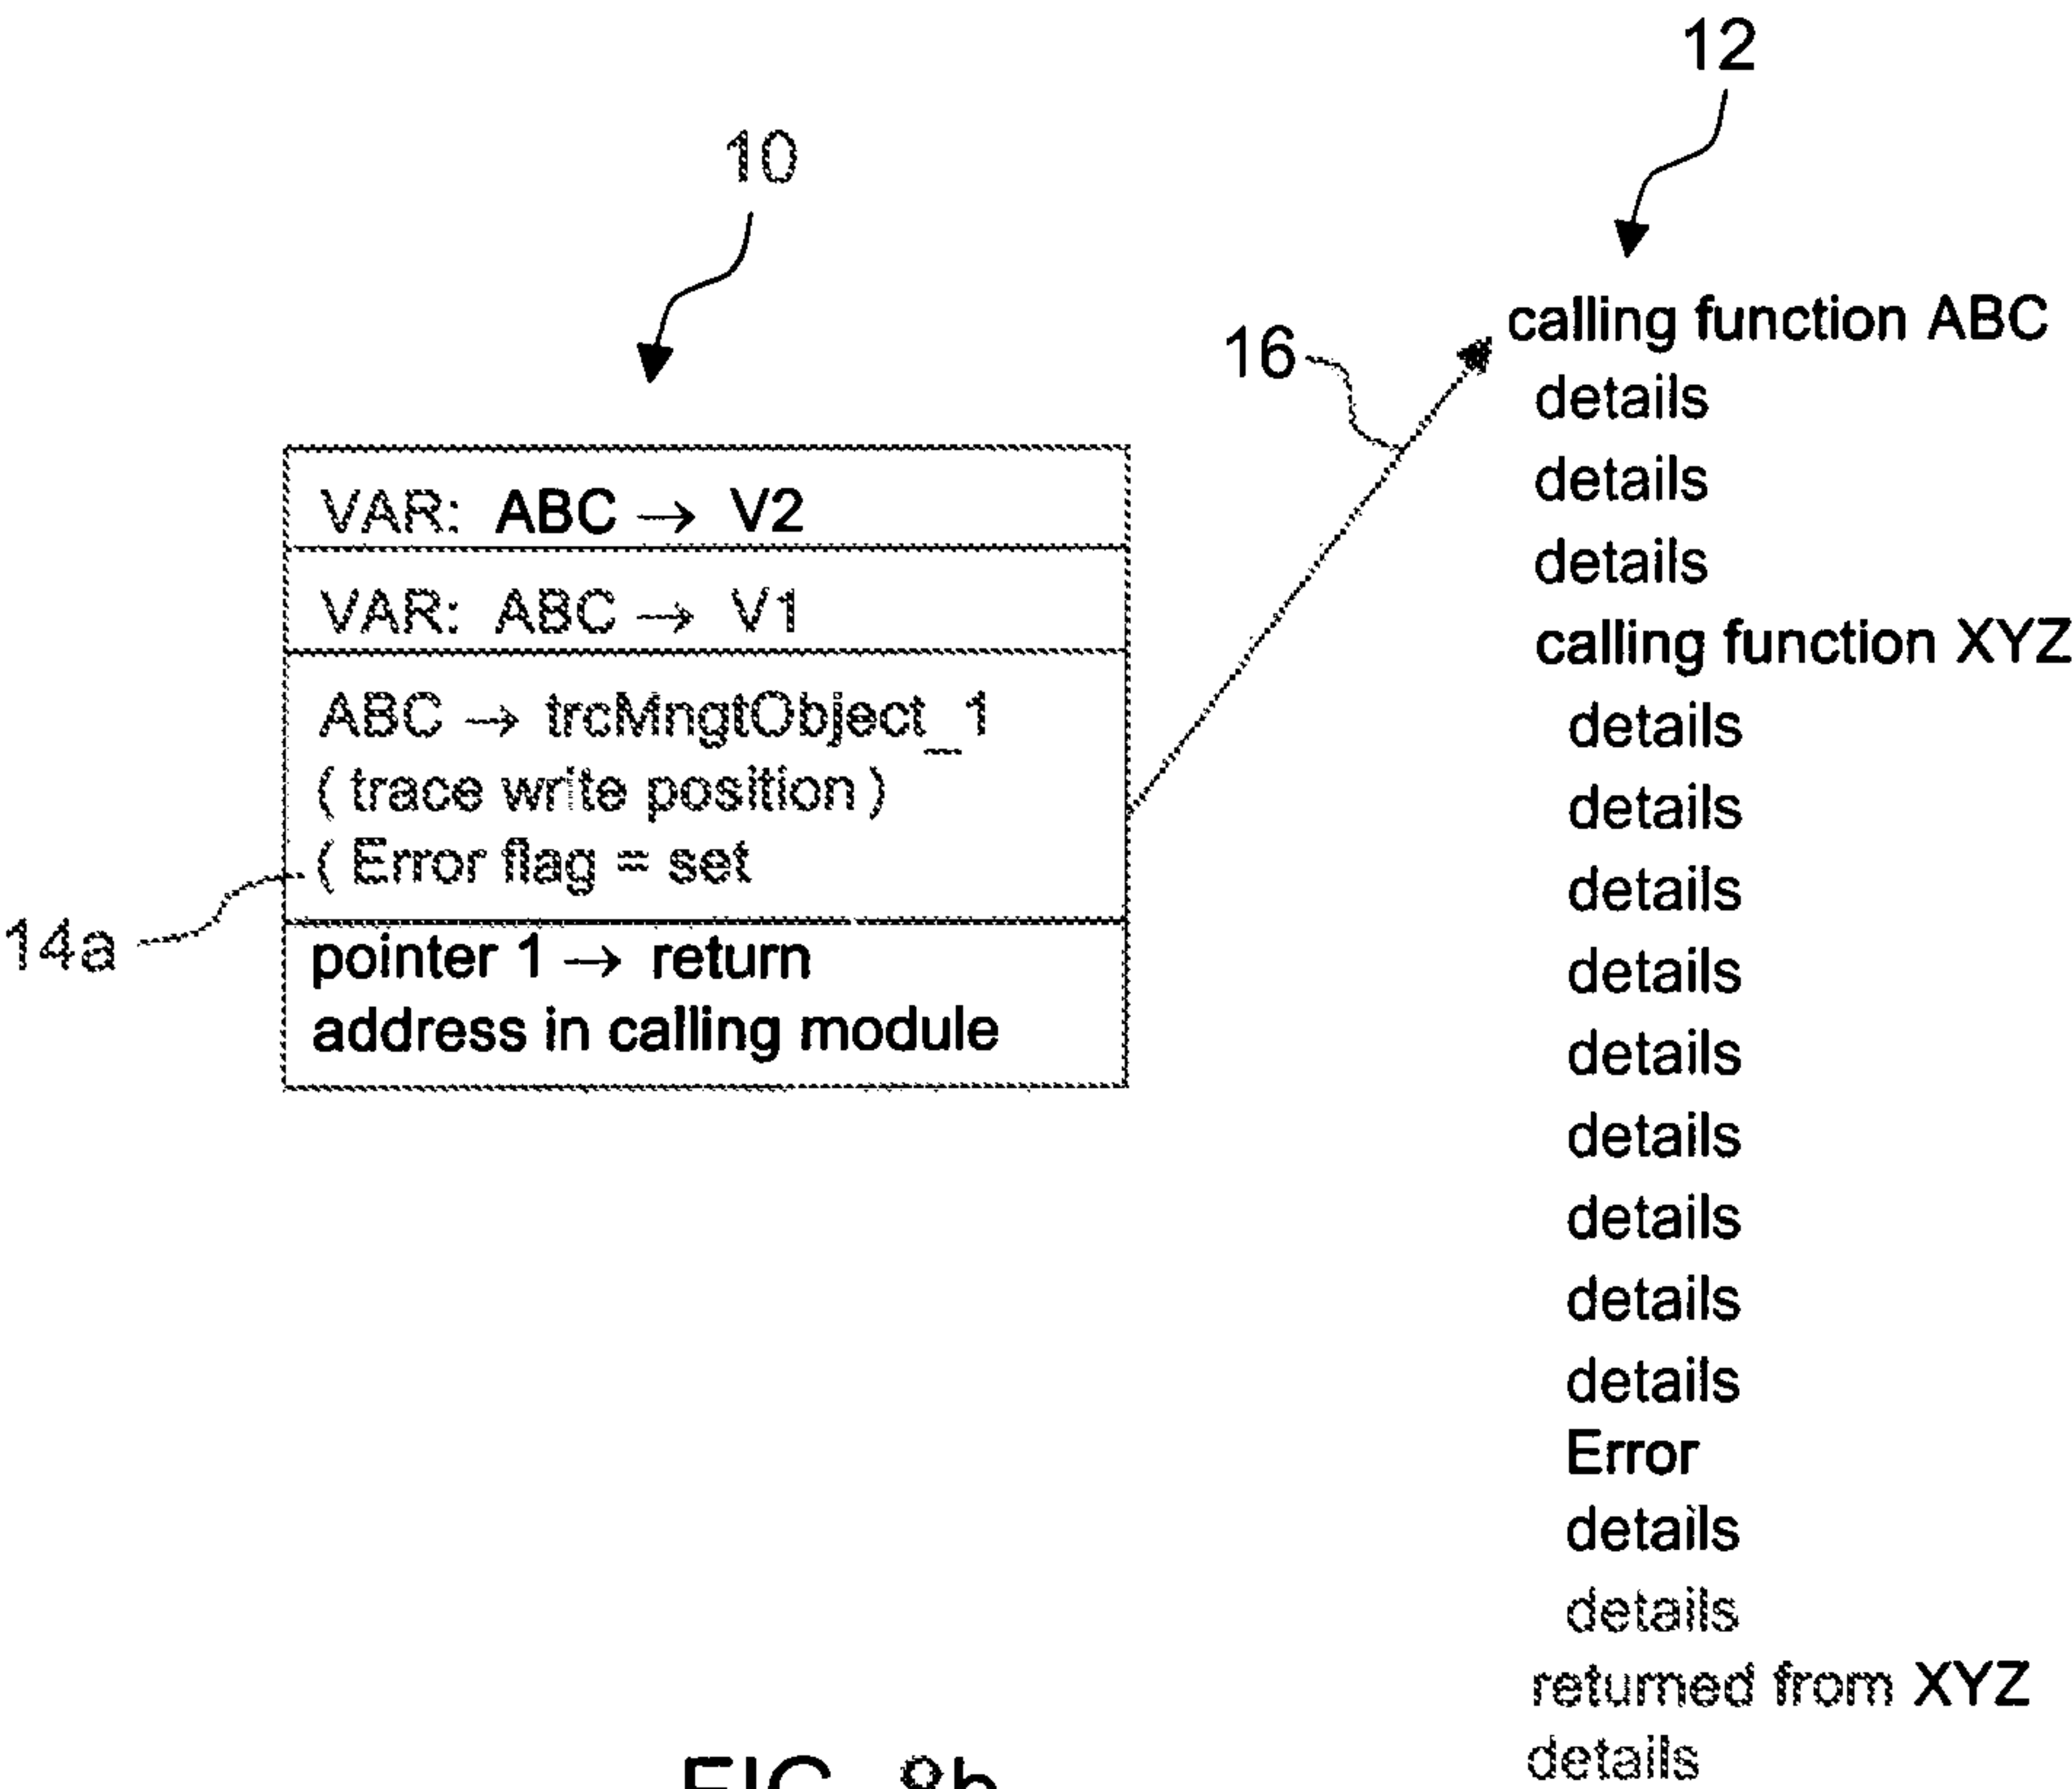 12
10
16
14a
VAR: ABC → V2
VAR: ABC → V1
ABC → trcMngtObject_1
( trace write position )
( Error flag = set
pointer 1 → return
address in calling module
calling function ABC
details
details
details
calling function XYZ
details
details
details
details
details
details
details
details
details
Error
details
details
returned from XYZ
details
FIG. 8b